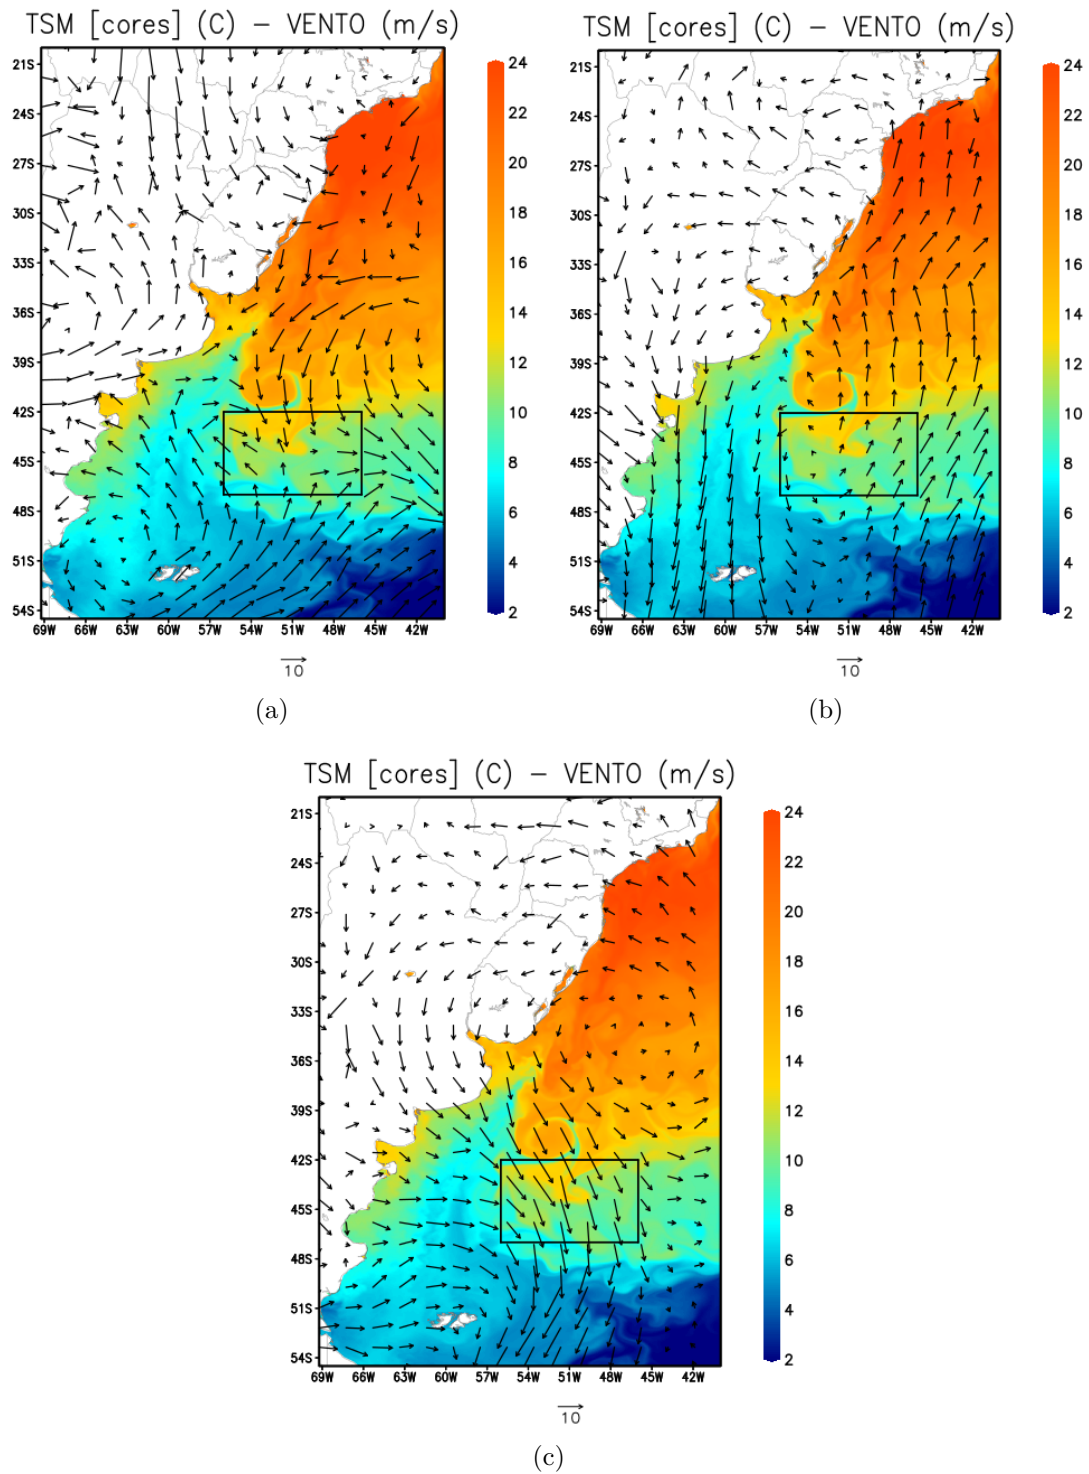 TSM [cores] (C) – VENTO (m/s)
21S
24S
27S
30S
33S
36S
39S
42S
45S
48S
51S
54S
69W 66W 63W 60W 57W 54W 51W 48W 45W 42W
24
22
20
18
16
14
12
10
8
6
4
2
10
(a)
TSM [cores] (C) – VENTO (m/s)
21S
24S
27S
30S
33S
36S
39S
42S
45S
48S
51S
54S
69W 66W 63W 60W 57W 54W 51W 48W 45W 42W
24
22
20
18
16
14
12
10
8
6
4
2
10
(b)
TSM [cores] (C) – VENTO (m/s)
21S
24S
27S
30S
33S
36S
39S
42S
45S
48S
51S
54S
69W 66W 63W 60W 57W 54W 51W 48W 45W 42W
24
22
20
18
16
14
12
10
8
6
4
2
10
(c)